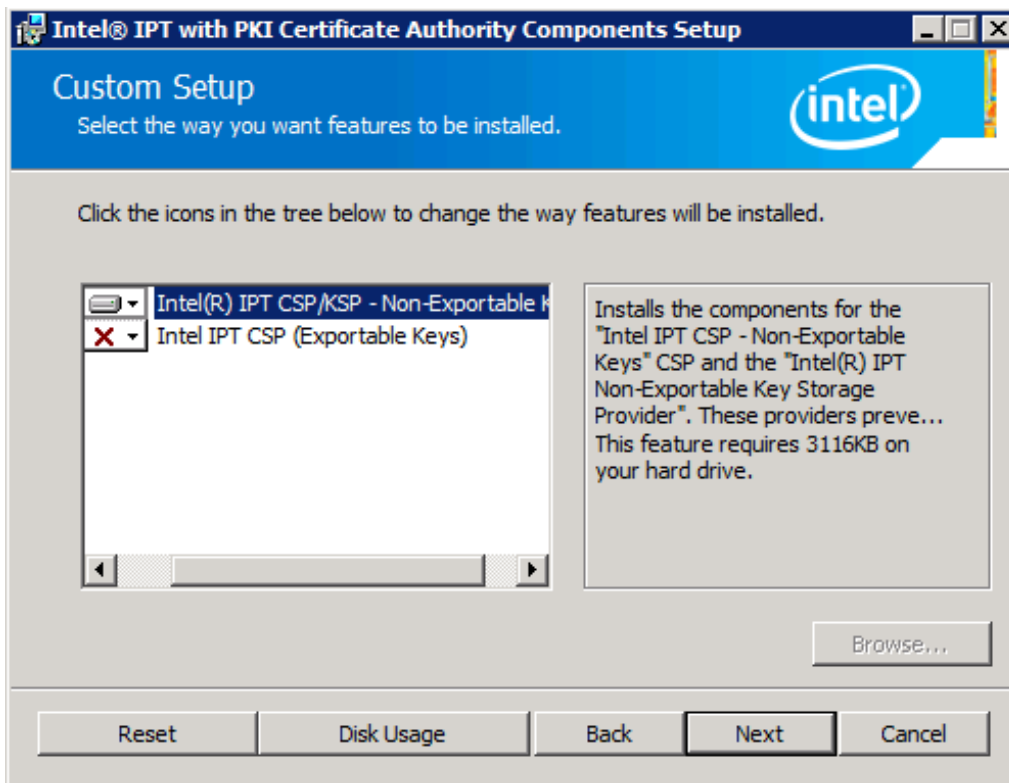 Intel® IPT with PKI Certificate Authority Components Setup
Custom Setup
Select the way you want features to be installed.
intel
Click the icons in the tree below to change the way features will be installed.
Intel(R) IPT CSP/KSP - Non-Exportable
Intel IPT CSP (Exportable Keys)
Installs the components for the
"Intel IPT CSP - Non-Exportable
Keys" CSP and the "Intel(R) IPT
Non-Exportable Key Storage
Provider". These providers preve...
This feature requires 3116KB on
your hard drive.
Browse...
Reset
Disk Usage
Back
Next
Cancel